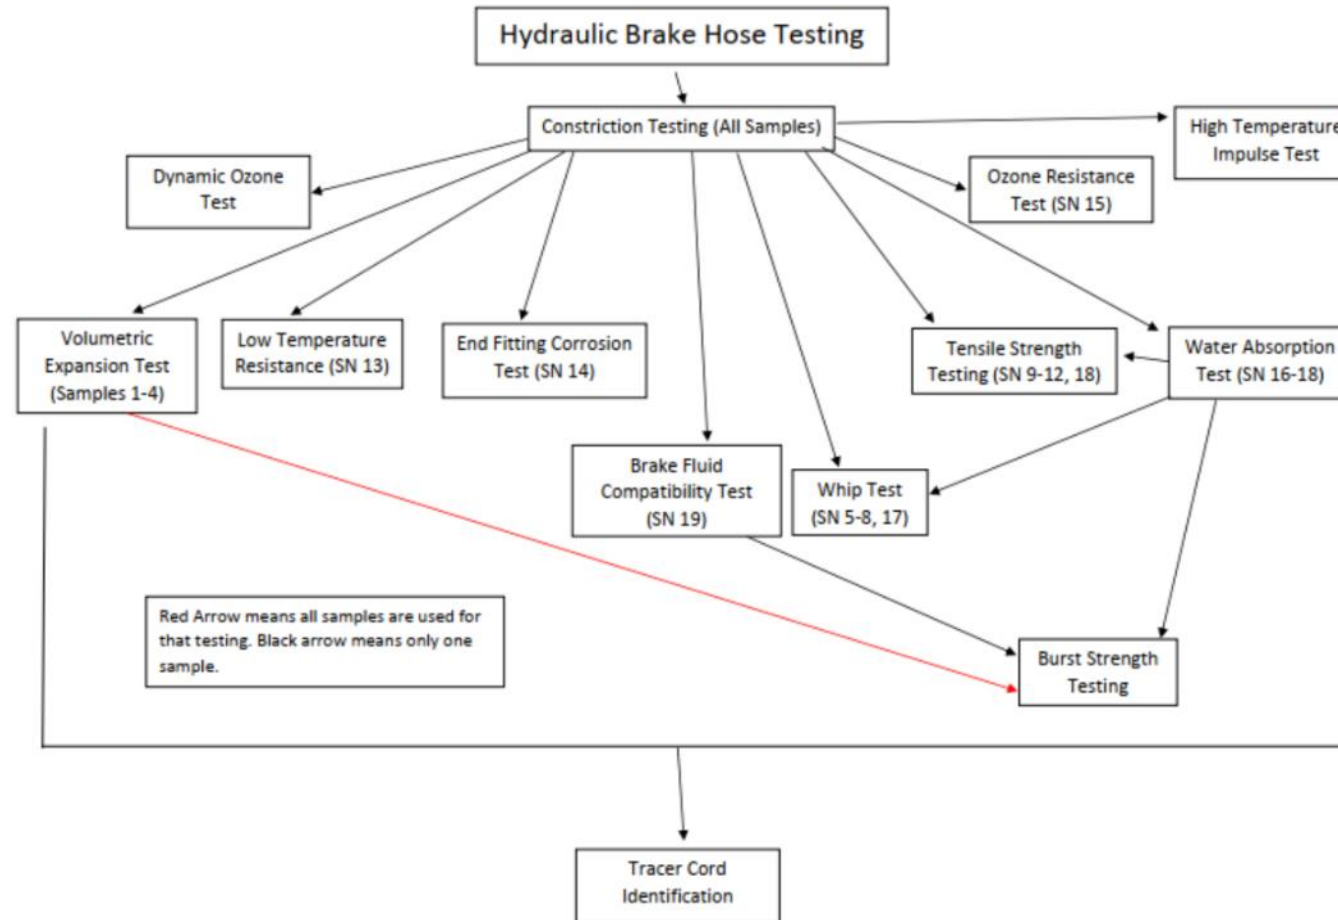 Hydraulic Brake Hose Testing
Constriction Testing (All Samples)
High Temperature
Impulse Test
Dynamic Ozone
Test
Ozone Resistance
Test (SN 15)
Volumetric
Expansion Test
(Samples 1-4)
Low Temperature
Resistance (SN 13)
End Fitting Corrosion
Test (SN 14)
Tensile Strength
Testing (SN 9-12, 18)
Water Absorption
Test (SN 16-18)
Brake Fluid
Compatibility Test
(SN 19)
Whip Test
(SN 5-8, 17)
Red Arrow means all samples are used for
that testing. Black arrow means only one
sample.
Burst Strength
Testing
Tracer Cord
Identification